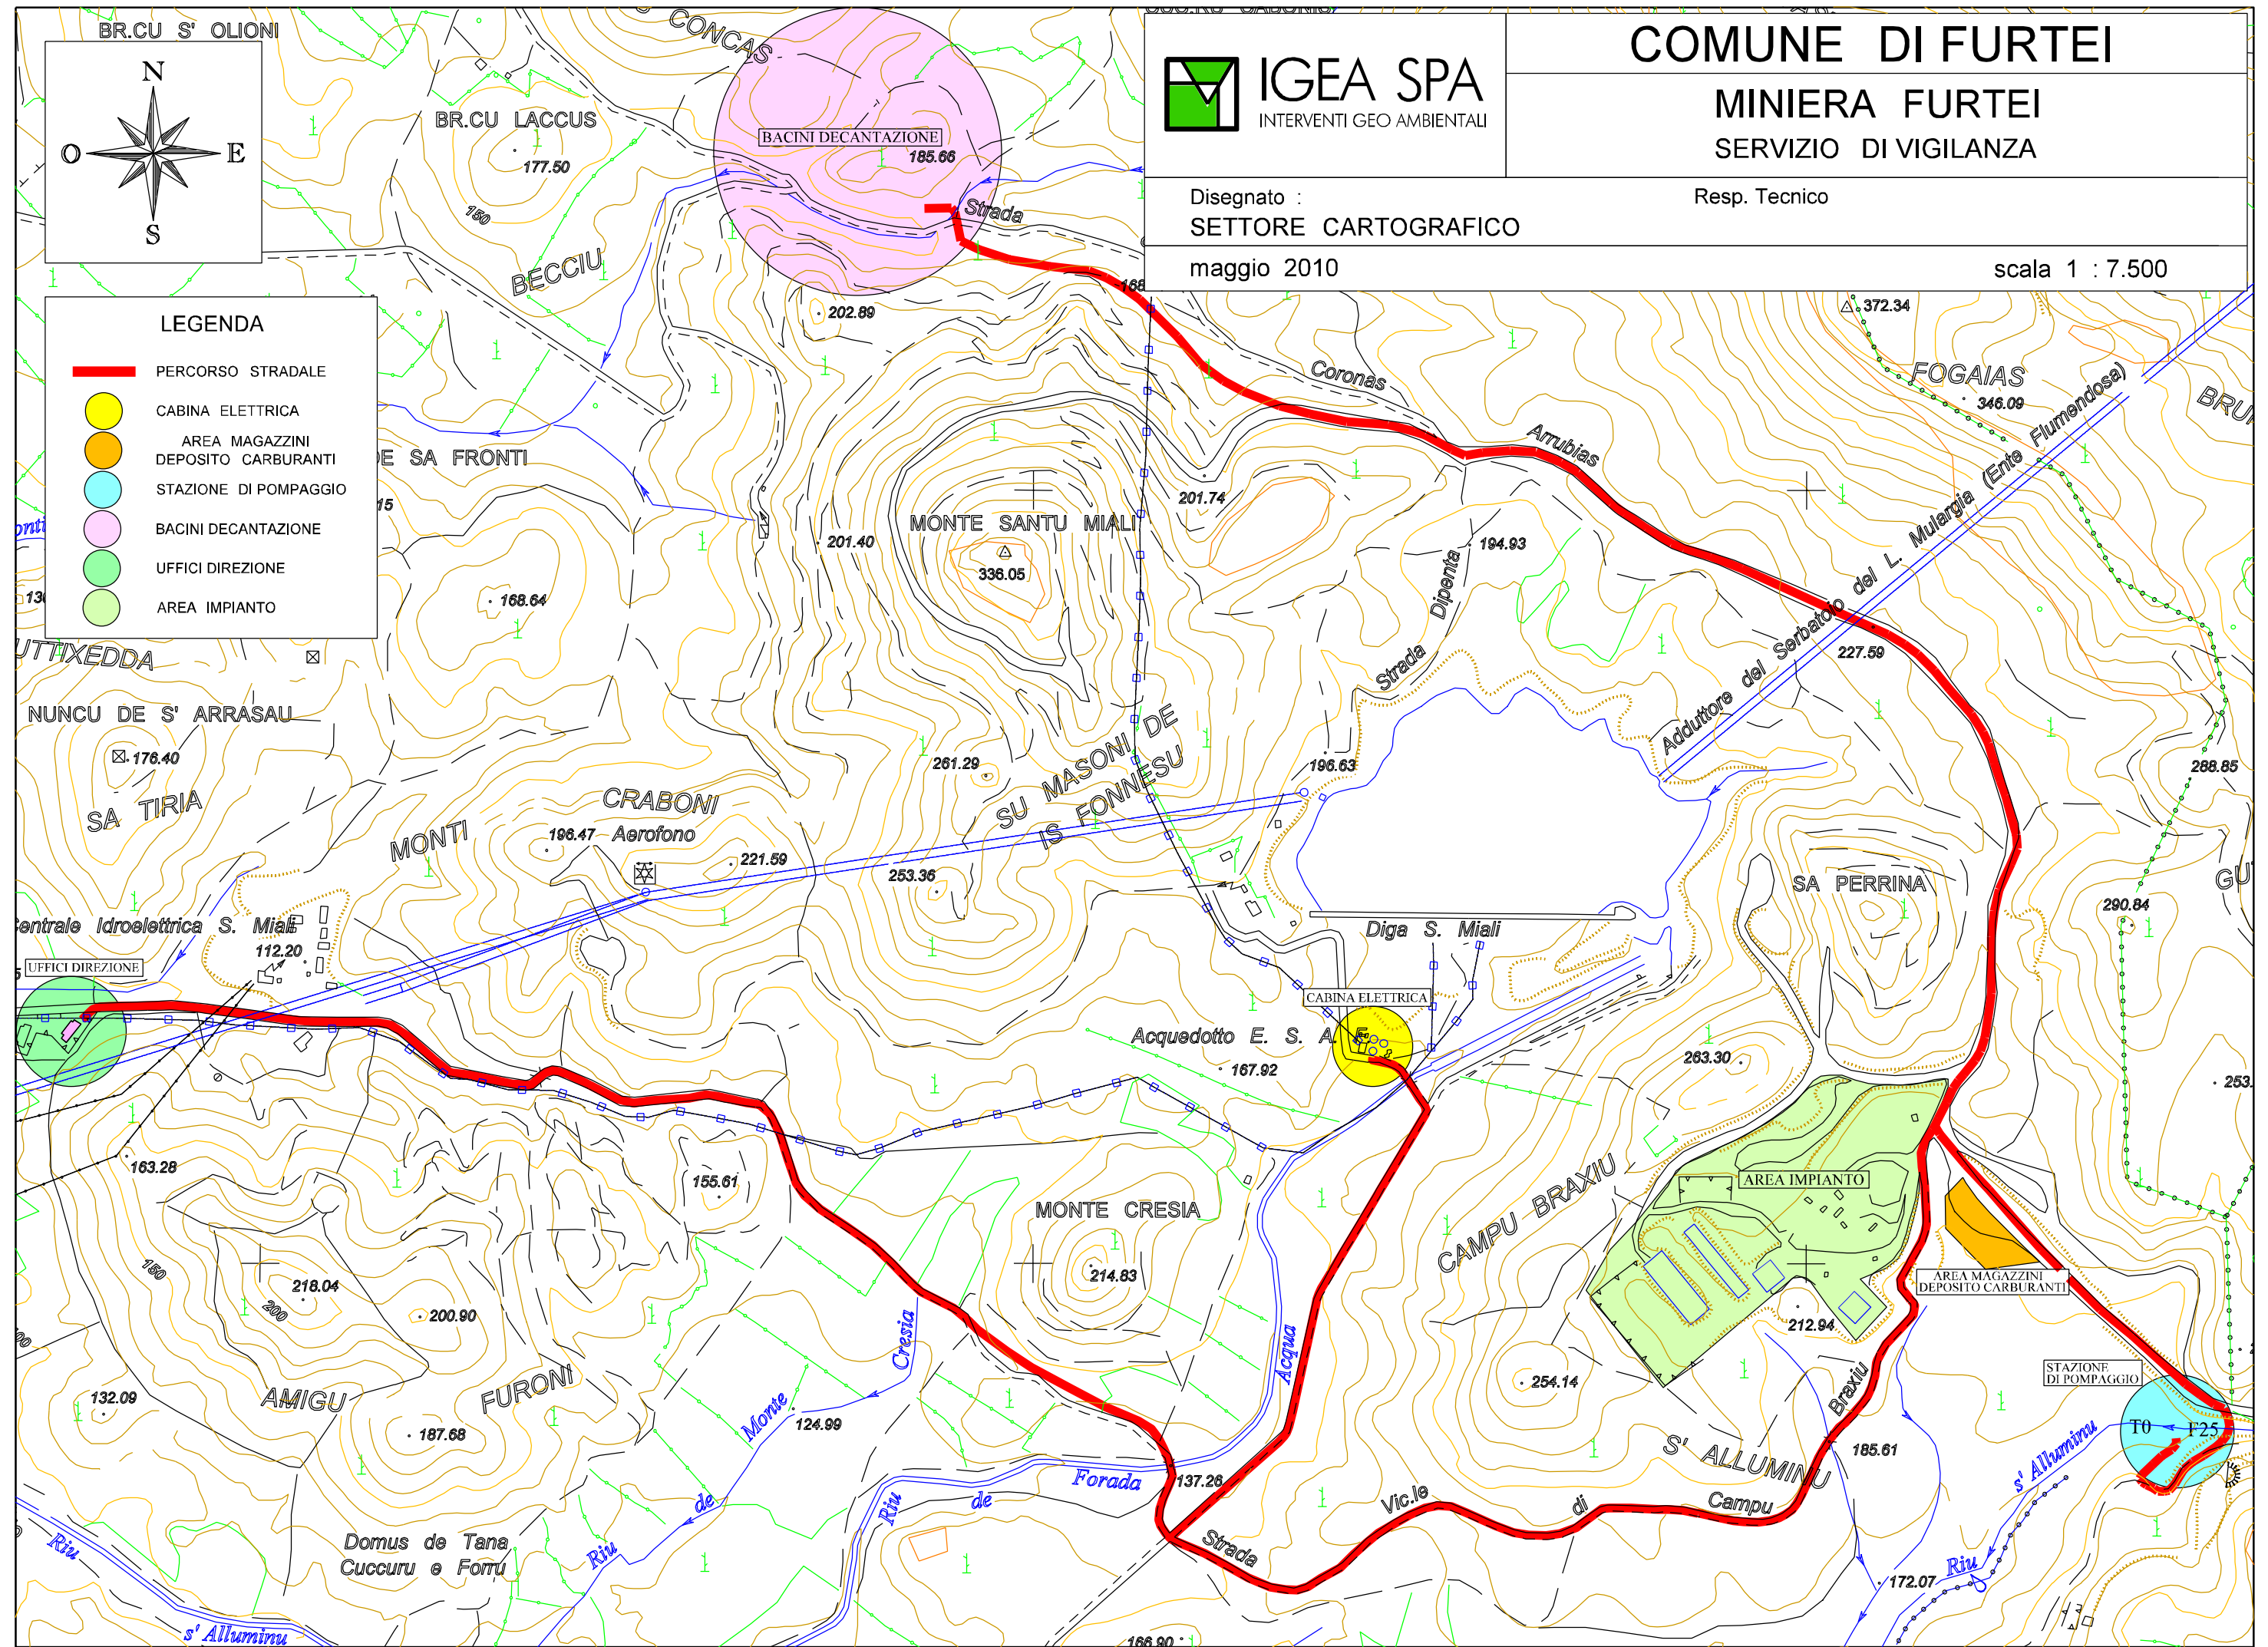 BR.CU S' OLIONI
N
O
E
S
CONCAS
BR.CU LACCUS
177.50
150
BECCIU
BACINI DECANTAZIONE
185.66
Strada
202.89
IGEA SPA
INTERVENTI GEO AMBIENTALI
COMUNE DI FURTEI
MINIERA FURTEI
SERVIZIO DI VIGILANZA
Disegnato :
Resp. Tecnico
SETTORE CARTOGRAFICO
maggio 2010
scala 1 : 7.500
LEGENDA
PERCORSO STRADALE
CABINA ELETTRICA
AREA MAGAZZINI
DEPOSITO CARBURANTI
STAZIONE DI POMPAGGIO
BACINI DECANTAZIONE
UFFICI DIREZIONE
AREA IMPIANTO
DE SA FRONTI
168.64
372.34
FOGAIAS
346.09
Coronas
Arrubias
201.74
201.40
MONTE SANTU MIALI
336.05
194.93
Strada Dipenta
Adduttore del Serbatoio del L. Mulargia (Ente Flumendosa)
227.59
NUNCU DE S' ARRASAU
176.40
SA TIRIA
MONTI
CRABONI
196.47 Aerofono
221.59
261.29
253.36
SU MASONI DE
IS FONNESU
196.63
288.85
SA PERRINA
290.84
Centrale Idroelettrica S. Miali
112.20
UFFICI DIREZIONE
Diga S. Miali
CABINA ELETTRICA
Acquedotto E. S. A. F.
167.92
263.30
253.
163.28
155.61
MONTE CRESIA
214.83
CAMPU BRAXIU
AREA IMPIANTO
AREA MAGAZZINI
DEPOSITO CARBURANTI
212.94
150
218.04
200
200.90
132.09
AMIGU
FURONI
187.68
Riu de Monte Cresia
124.99
254.14
S' ALLUMINU
Braxiu
185.61
STAZIONE
DI POMPAGGIO
T0
F25
Riu de Forada Acqua
137.26
Strada Vic.le di Campu
Riu s' Alluminu
172.07
Domus de Tana
Cuccuru e Forru
Riu
s' Alluminu
166.90